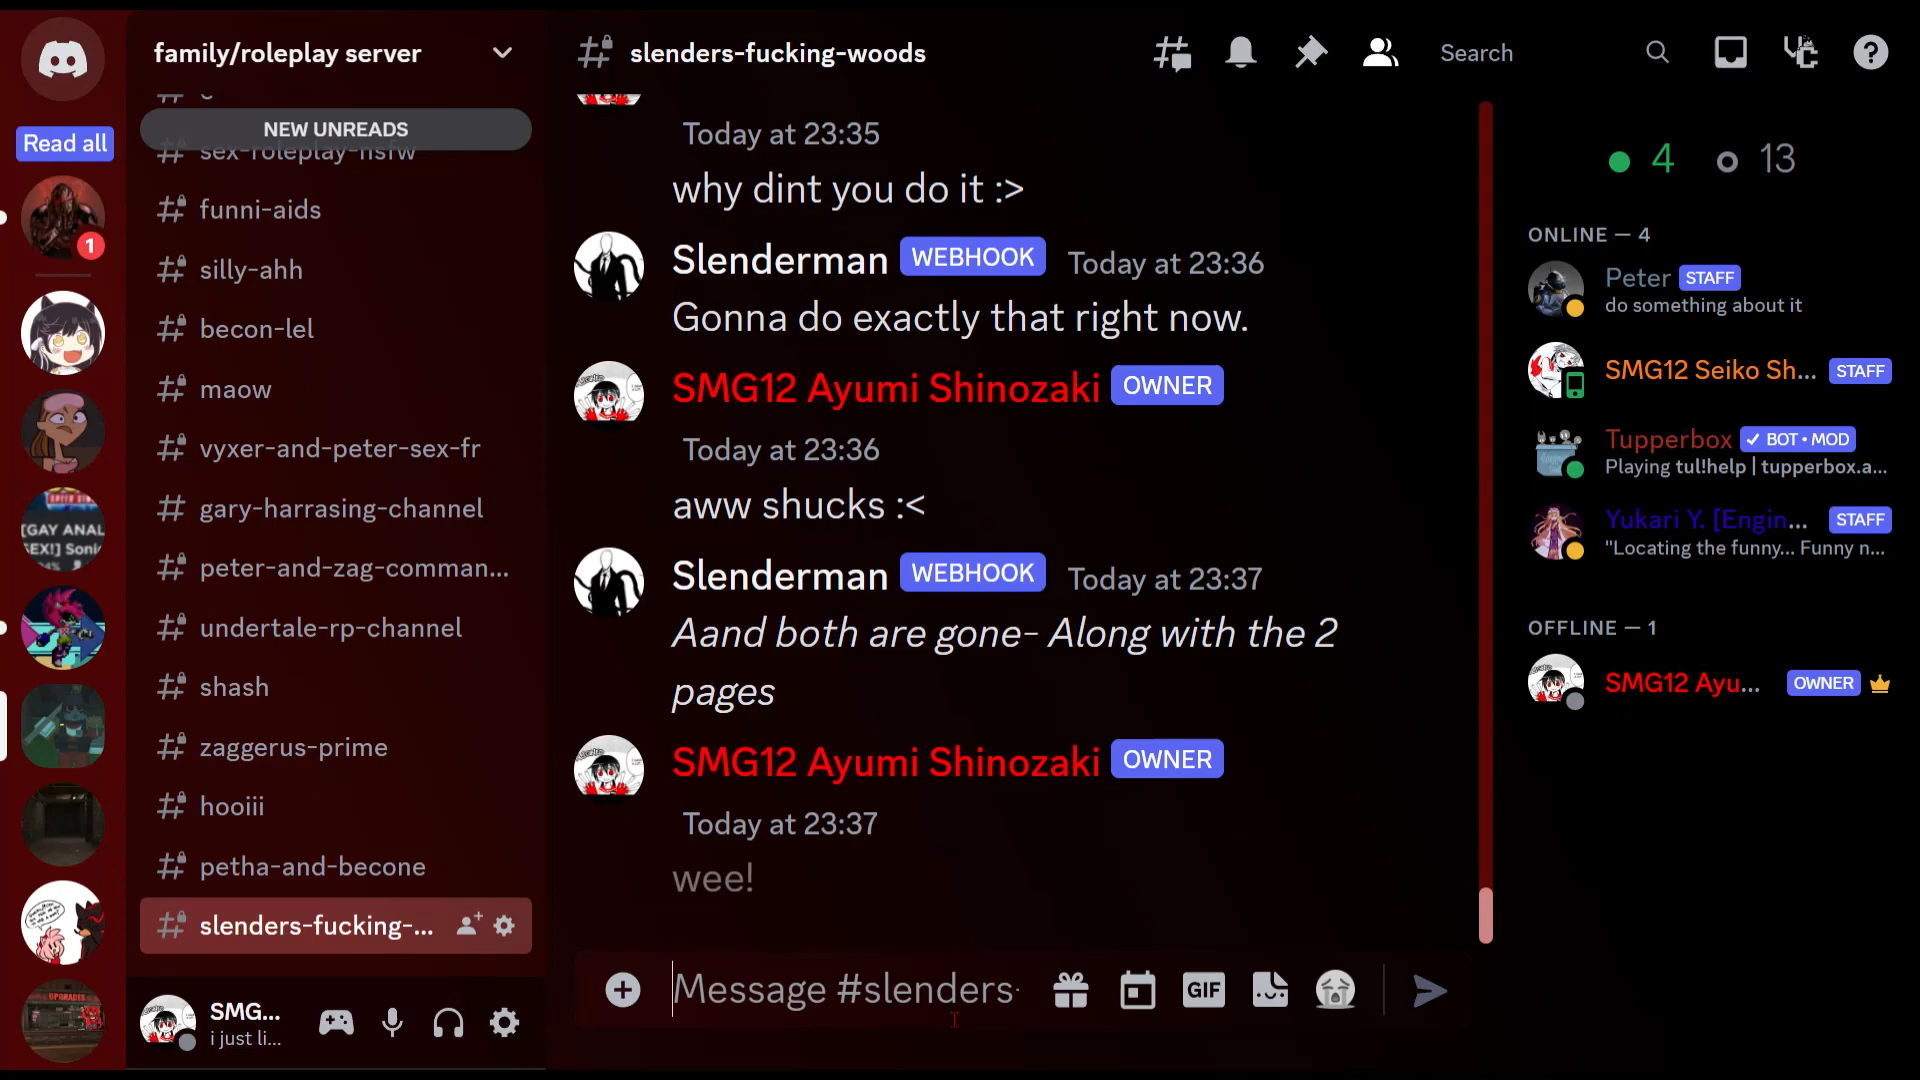 family/roleplay server
NEW UNREADS
Read all
sex-roleplay-nsfw
funni-aids
silly-ahh
becon-lel
maow
vyxer-and-peter-sex-fr
gary-harrasing-channel
peter-and-zag-comman...
undertale-rp-channel
shash
zaggerus-prime
hooiii
petha-and-becone
slenders-fucking-...
1
[GAY ANAL
UPGRADES
SMG...
i just li...
slenders-fucking-woods
Search
Today at 23:35
why dint you do it :>
Slenderman WEBHOOK Today at 23:36
Gonna do exactly that right now.
SMG12 Ayumi Shinozaki OWNER
Today at 23:36
aww shucks :<
Slenderman WEBHOOK Today at 23:37
Aand both are gone- Along with the 2
pages
SMG12 Ayumi Shinozaki OWNER
Today at 23:37
wee!
Message #slenders
GIF
4 13
ONLINE — 4
Peter STAFF
do something about it
SMG12 Seiko Sh... STAFF
Tupperbox ✓ BOT • MOD
Playing tul!help | tupperbox.a...
Yukari Y. [Engin... STAFF
"Locating the funny... Funny n...
OFFLINE — 1
SMG12 Ayu... OWNER